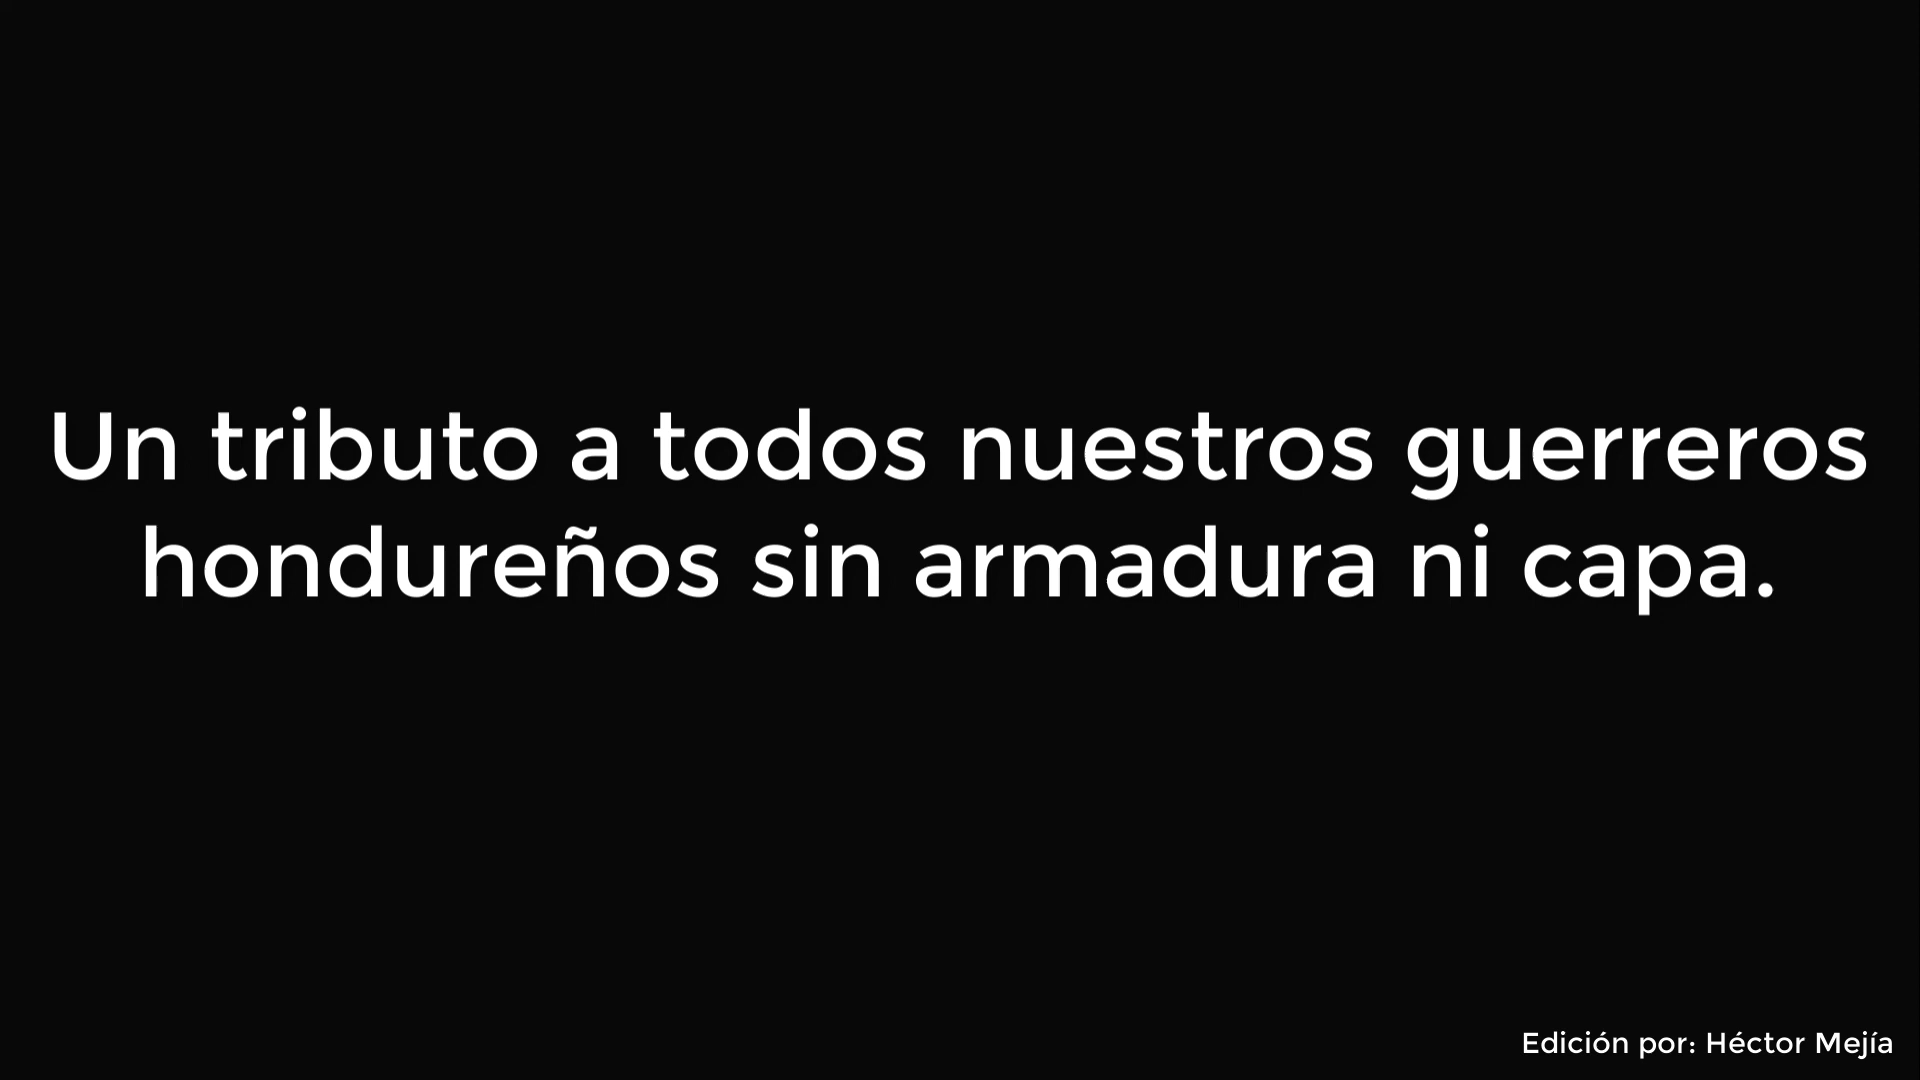 Un tributo a todos nuestros guerreros
hondureños sin armadura ni capa.
Edición por: Héctor Mejía